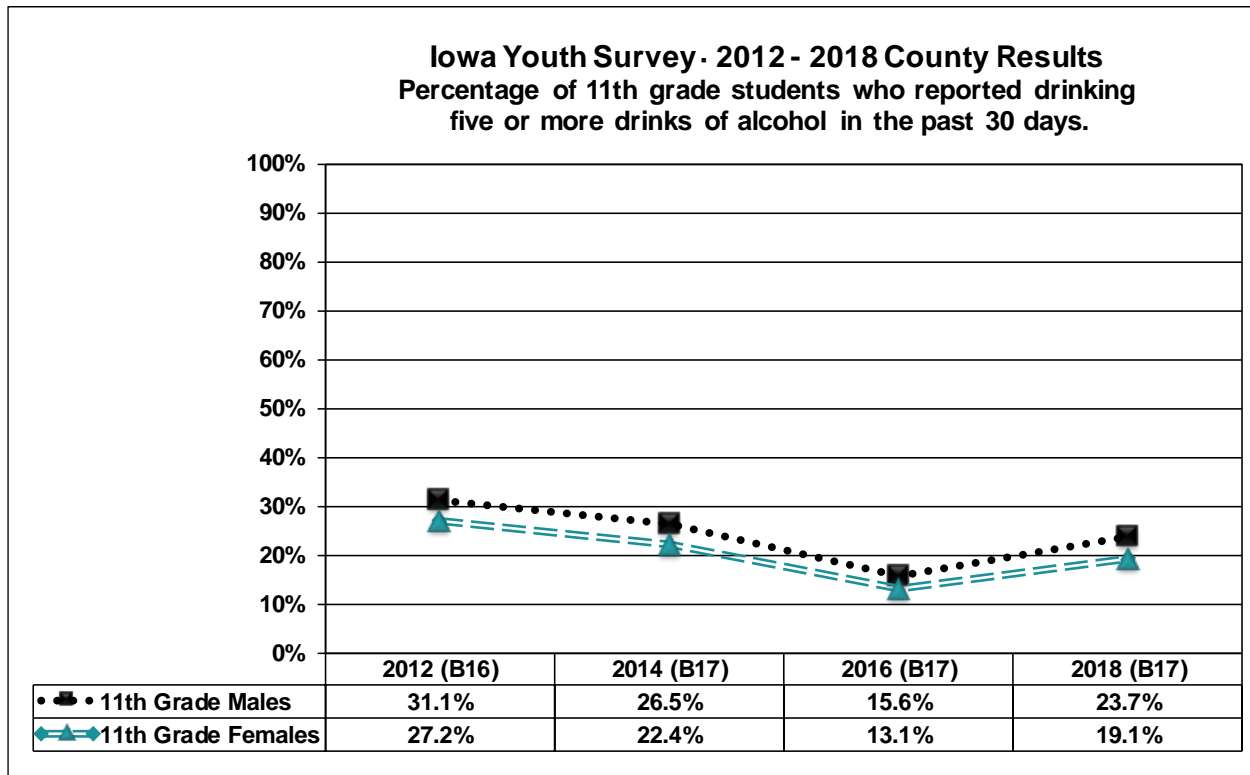 Iowa Youth Survey · 2012 - 2018 County Results
Percentage of 11th grade students who reported drinking
five or more drinks of alcohol in the past 30 days.
100%
90%
80%
70%
60%
50%
40%
30%
20%
10%
0%
2012 (B16) 2014 (B17) 2016 (B17) 2018 (B17)
11th Grade Males 31.1% 26.5% 15.6% 23.7%
11th Grade Females 27.2% 22.4% 13.1% 19.1%